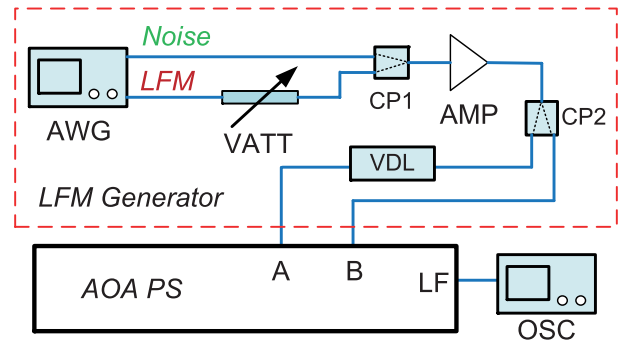 Noise
LFM
AWG
VATT
CP1
AMP
CP2
VDL
LFM Generator
A
B
AOA PS
LF
OSC